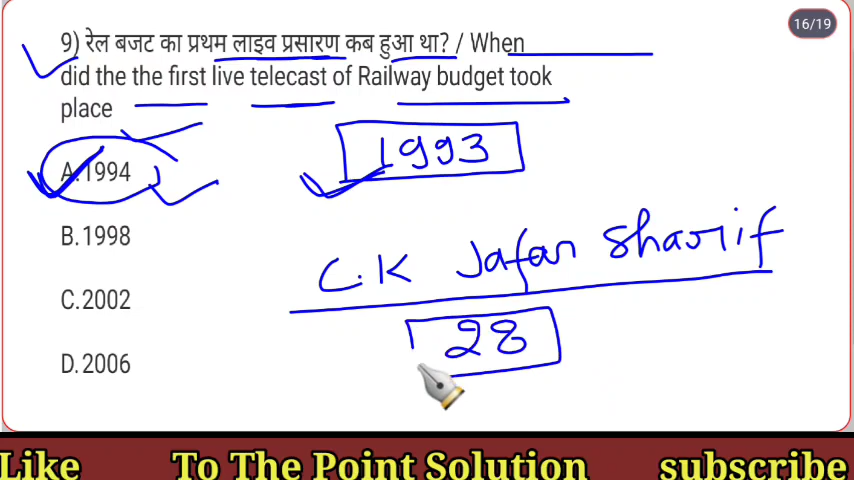 16/19
9) रेल बजट का प्रथम लाइव प्रसारण कब हुआ था? / When
did the the first live telecast of Railway budget took
place
A.1994
1993
B.1998
C.K Jafar Sharif
C.2002
28
D.2006
Like To The Point Solution subscribe